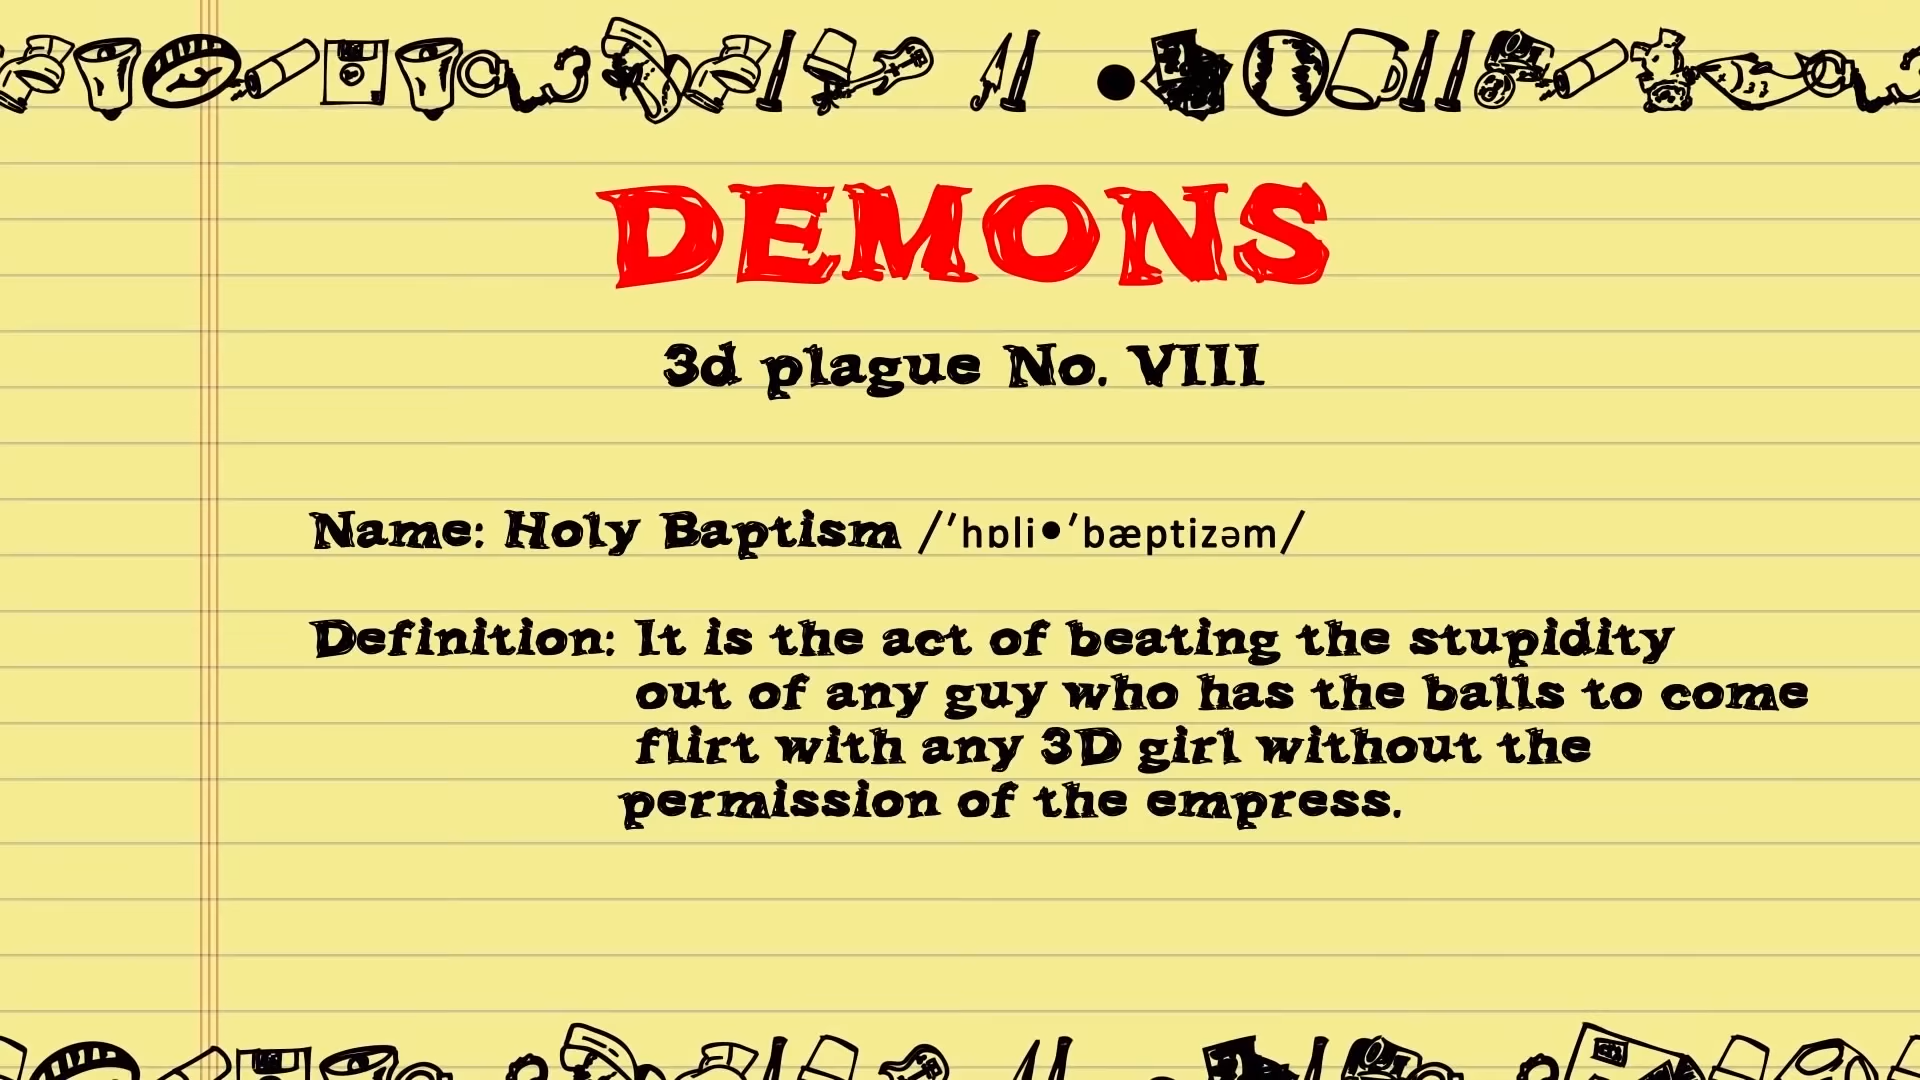 DEMONS
3d plague No. VIII
Name: Holy Baptism /ˈhɒli•ˈbæptizəm/
Definition: It is the act of beating the stupidity
out of any guy who has the balls to come
flirt with any 3D girl without the
permission of the empress.